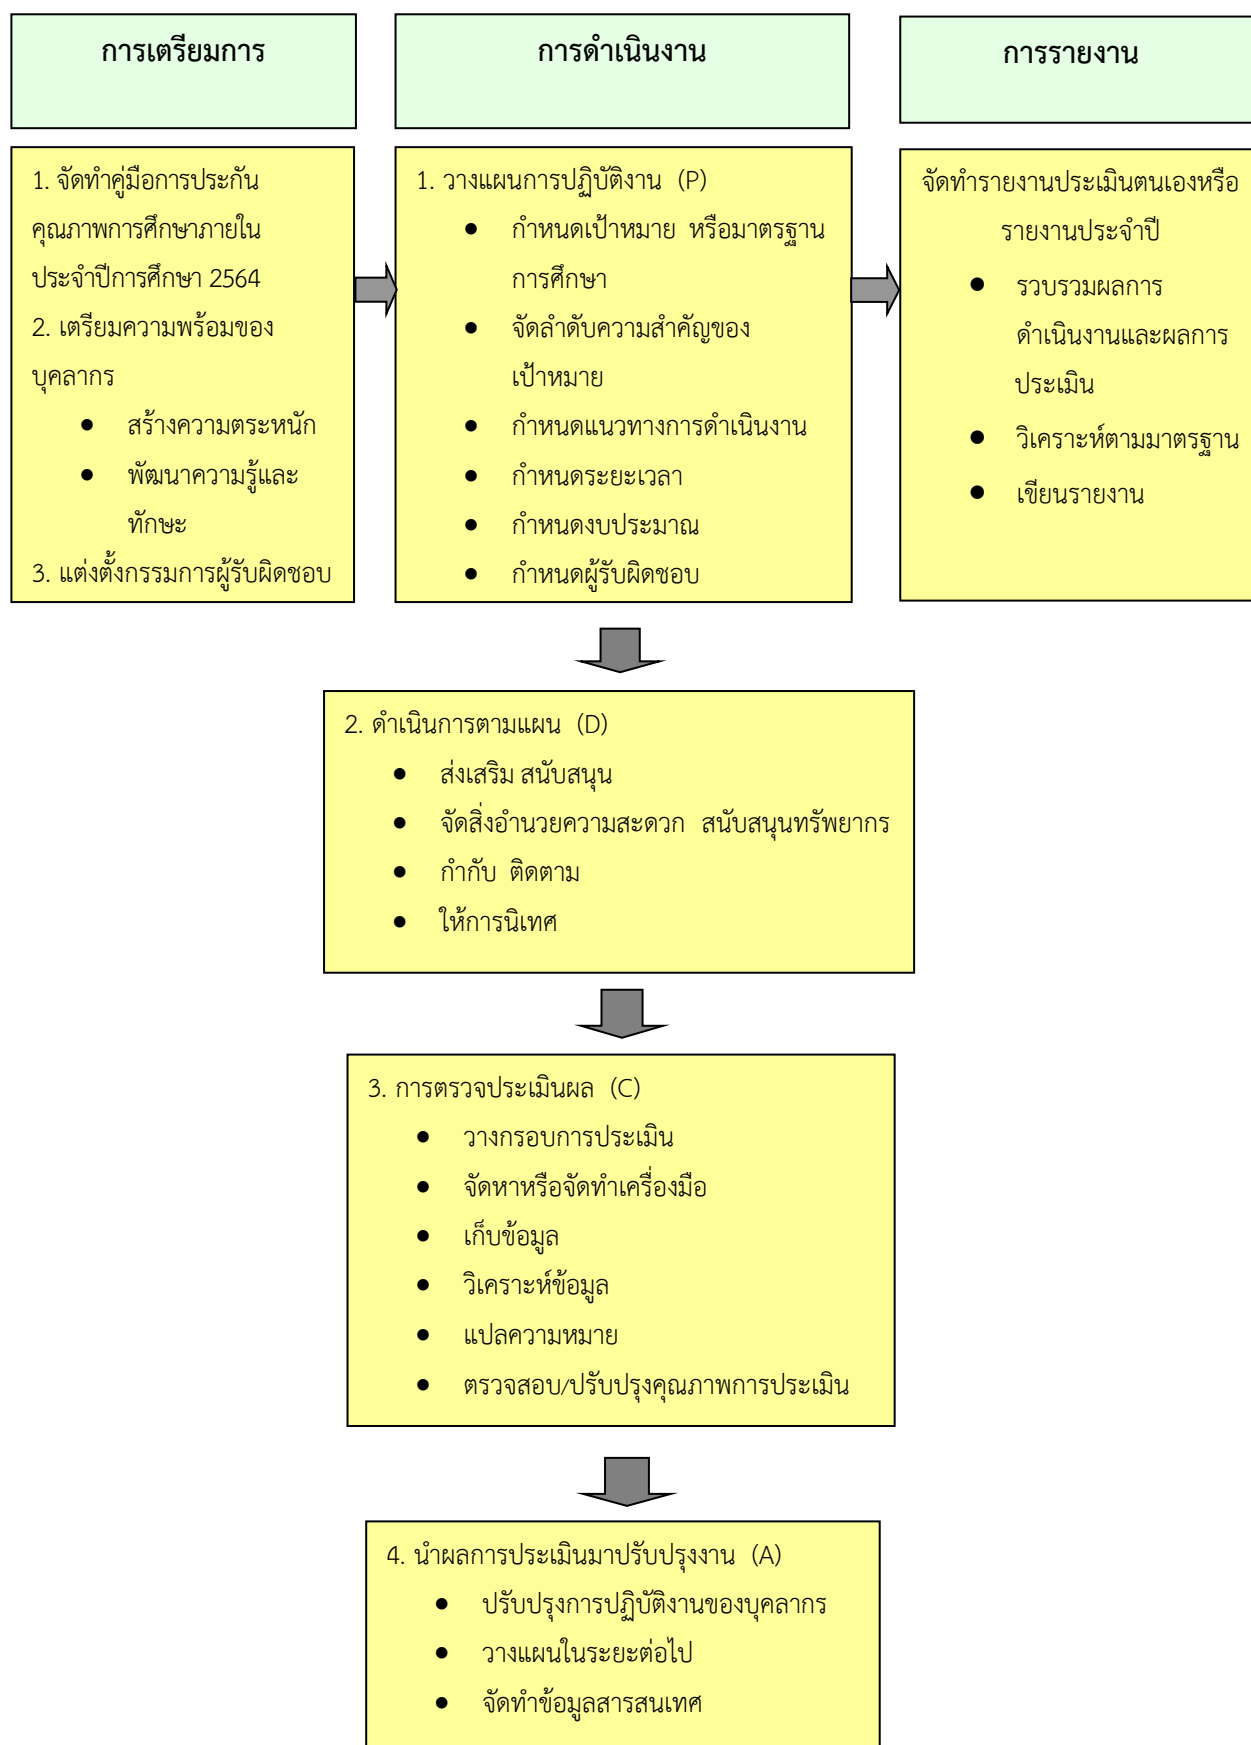 การเตรียมการ
การดำเนินงาน
การรายงาน
1. จัดทำคู่มือการประกัน
คุณภาพการศึกษาภายใน
ประจำปีการศึกษา 2564
2. เตรียมความพร้อมของ
บุคลากร
● สร้างความตระหนัก
● พัฒนาความรู้และ
ทักษะ
3. แต่งตั้งกรรมการผู้รับผิดชอบ
1. วางแผนการปฏิบัติงาน (P)
● กำหนดเป้าหมาย หรือมาตรฐาน
การศึกษา
● จัดลำดับความสำคัญของ
เป้าหมาย
● กำหนดแนวทางการดำเนินงาน
● กำหนดระยะเวลา
● กำหนดงบประมาณ
● กำหนดผู้รับผิดชอบ
จัดทำรายงานประเมินตนเองหรือ
รายงานประจำปี
● รวบรวมผลการ
ดำเนินงานและผลการ
ประเมิน
● วิเคราะห์ตามมาตรฐาน
● เขียนรายงาน
2. ดำเนินการตามแผน (D)
● ส่งเสริม สนับสนุน
● จัดสิ่งอำนวยความสะดวก สนับสนุนทรัพยากร
● กำกับ ติดตาม
● ให้การนิเทศ
3. การตรวจประเมินผล (C)
● วางกรอบการประเมิน
● จัดหาหรือจัดทำเครื่องมือ
● เก็บข้อมูล
● วิเคราะห์ข้อมูล
● แปลความหมาย
● ตรวจสอบ/ปรับปรุงคุณภาพการประเมิน
4. นำผลการประเมินมาปรับปรุงงาน (A)
● ปรับปรุงการปฏิบัติงานของบุคลากร
● วางแผนในระยะต่อไป
● จัดทำข้อมูลสารสนเทศ